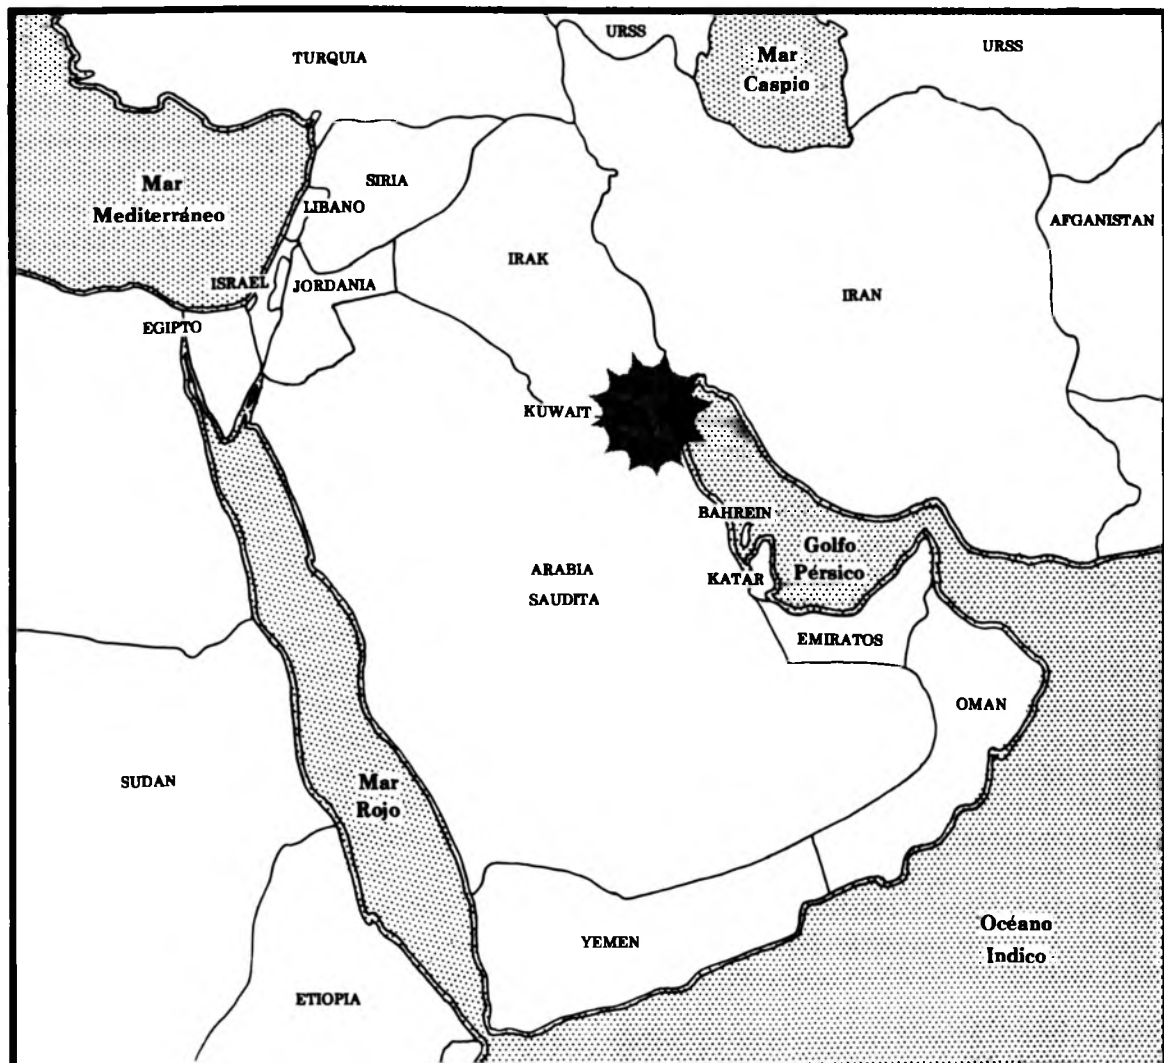 URSS
TURQUIA
Mar
Caspio
URSS
SIRIA
Mar
Mediterráneo
LIBANO
AFGANISTAN
IRAK
ISRAEL
JORDANIA
IRAN
EGIPTO
KUWAIT
BAHREIN
Golfo
Pérsico
ARABIA
SAUDITA
KATAR
EMIRATOS
OMAN
SUDAN
Mar
Rojo
YEMEN
Océano
Indico
ETIOPIA